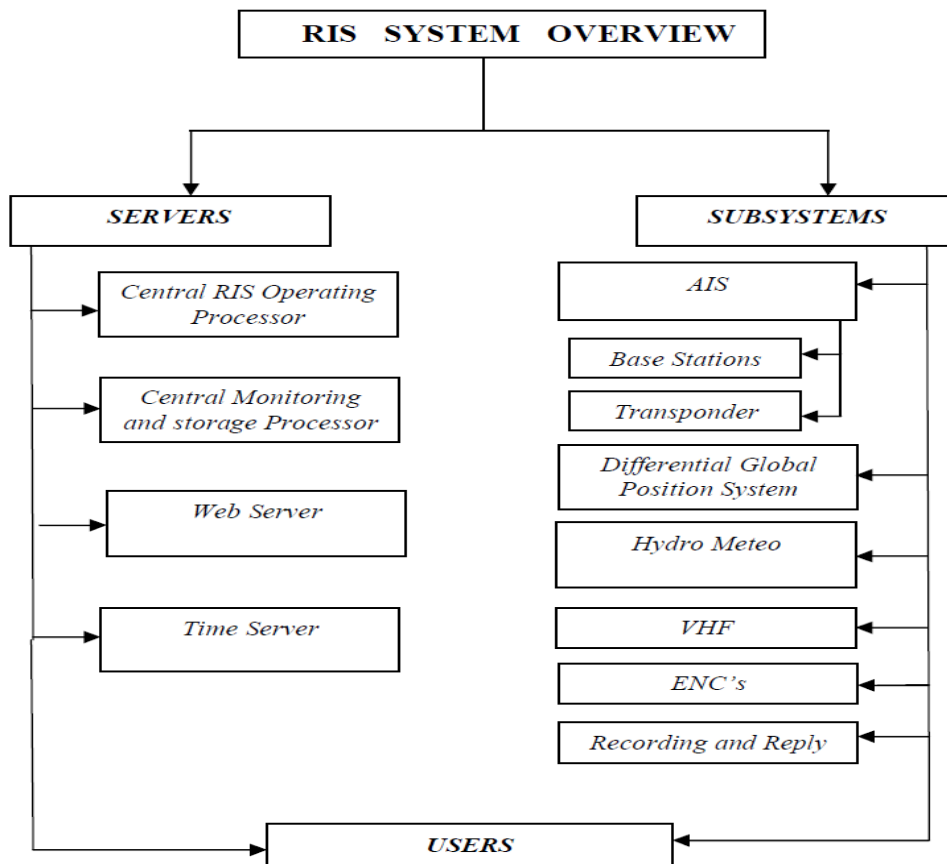 RIS SYSTEM OVERVIEW
SERVERS
Central RIS Operating
Processor
Central Monitoring
and storage Processor
Web Server
Time Server
SUBSYSTEMS
AIS
Base Stations
Transponder
Differential Global
Position System
Hydro Meteo
VHF
ENC's
Recording and Reply
USERS